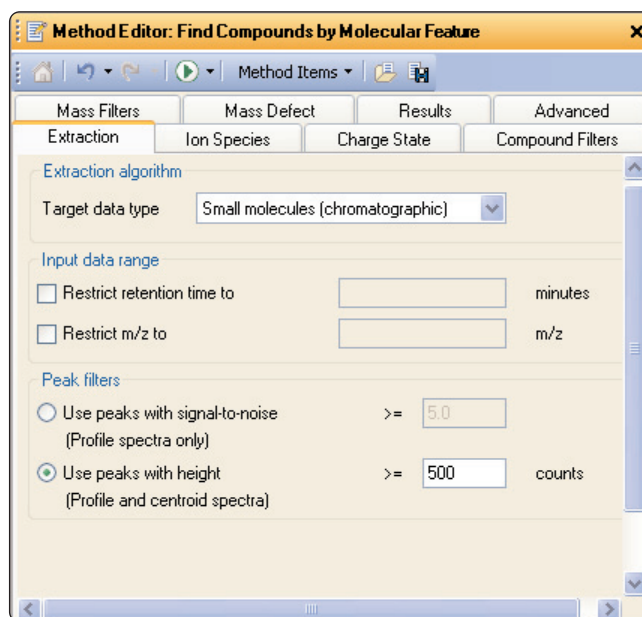 Method Editor: Find Compounds by Molecular Feature
Method Items
Mass Filters Mass Defect Results Advanced
Extraction Ion Species Charge State Compound Filters
Extraction algorithm
Target data type Small molecules (chromatographic)
Input data range
Restrict retention time to minutes
Restrict m/z to m/z
Peak filters
Use peaks with signal-to-noise >= 5.0
(Profile spectra only)
Use peaks with height >= 500 counts
(Profile and centroid spectra)